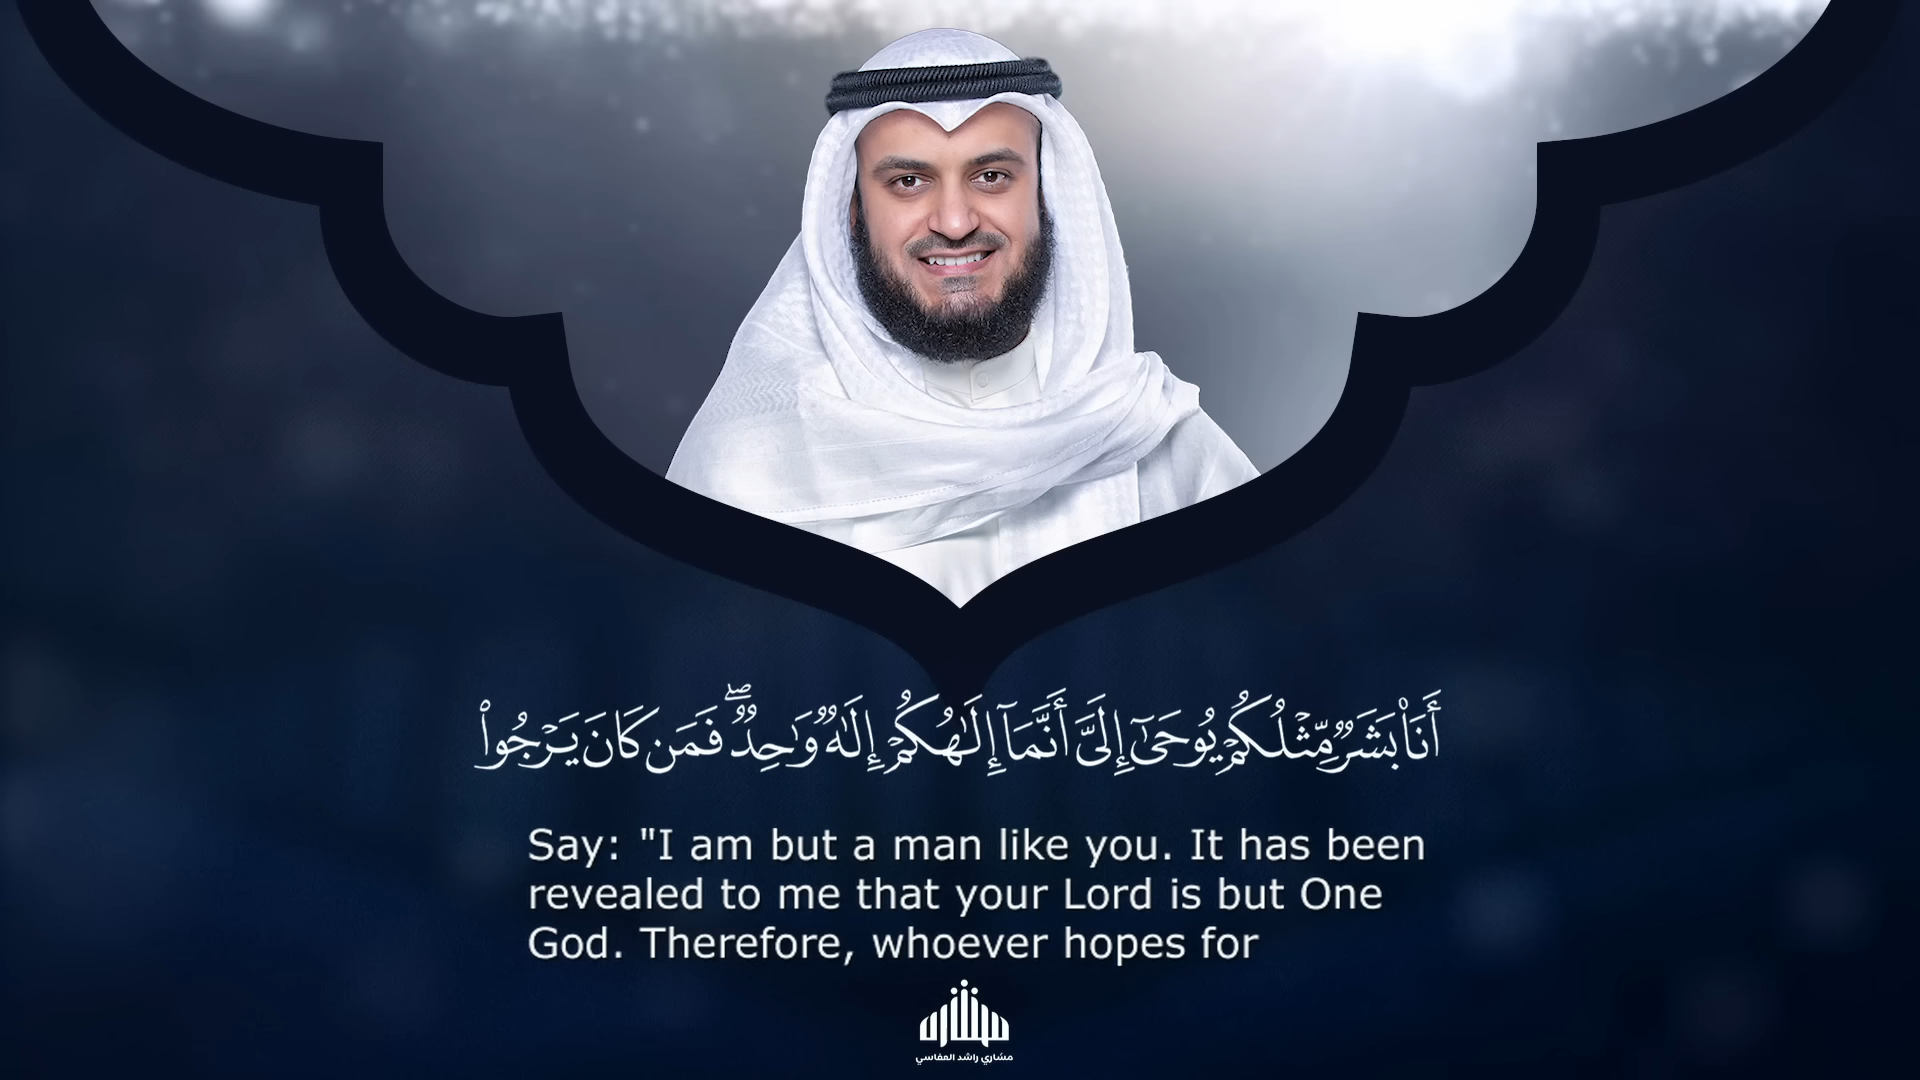 أَنَا۠ بَشَرٌ مِّثْلُكُمْ يُوحَىٰٓ إِلَىَّ أَنَّمَآ إِلَٰهُكُمْ إِلَٰهٌ وَٰحِدٌ ۖ فَمَن كَانَ يَرْجُوا۟
Say: "I am but a man like you. It has been
revealed to me that your Lord is but One
God. Therefore, whoever hopes for
مشاري راشد العفاسي